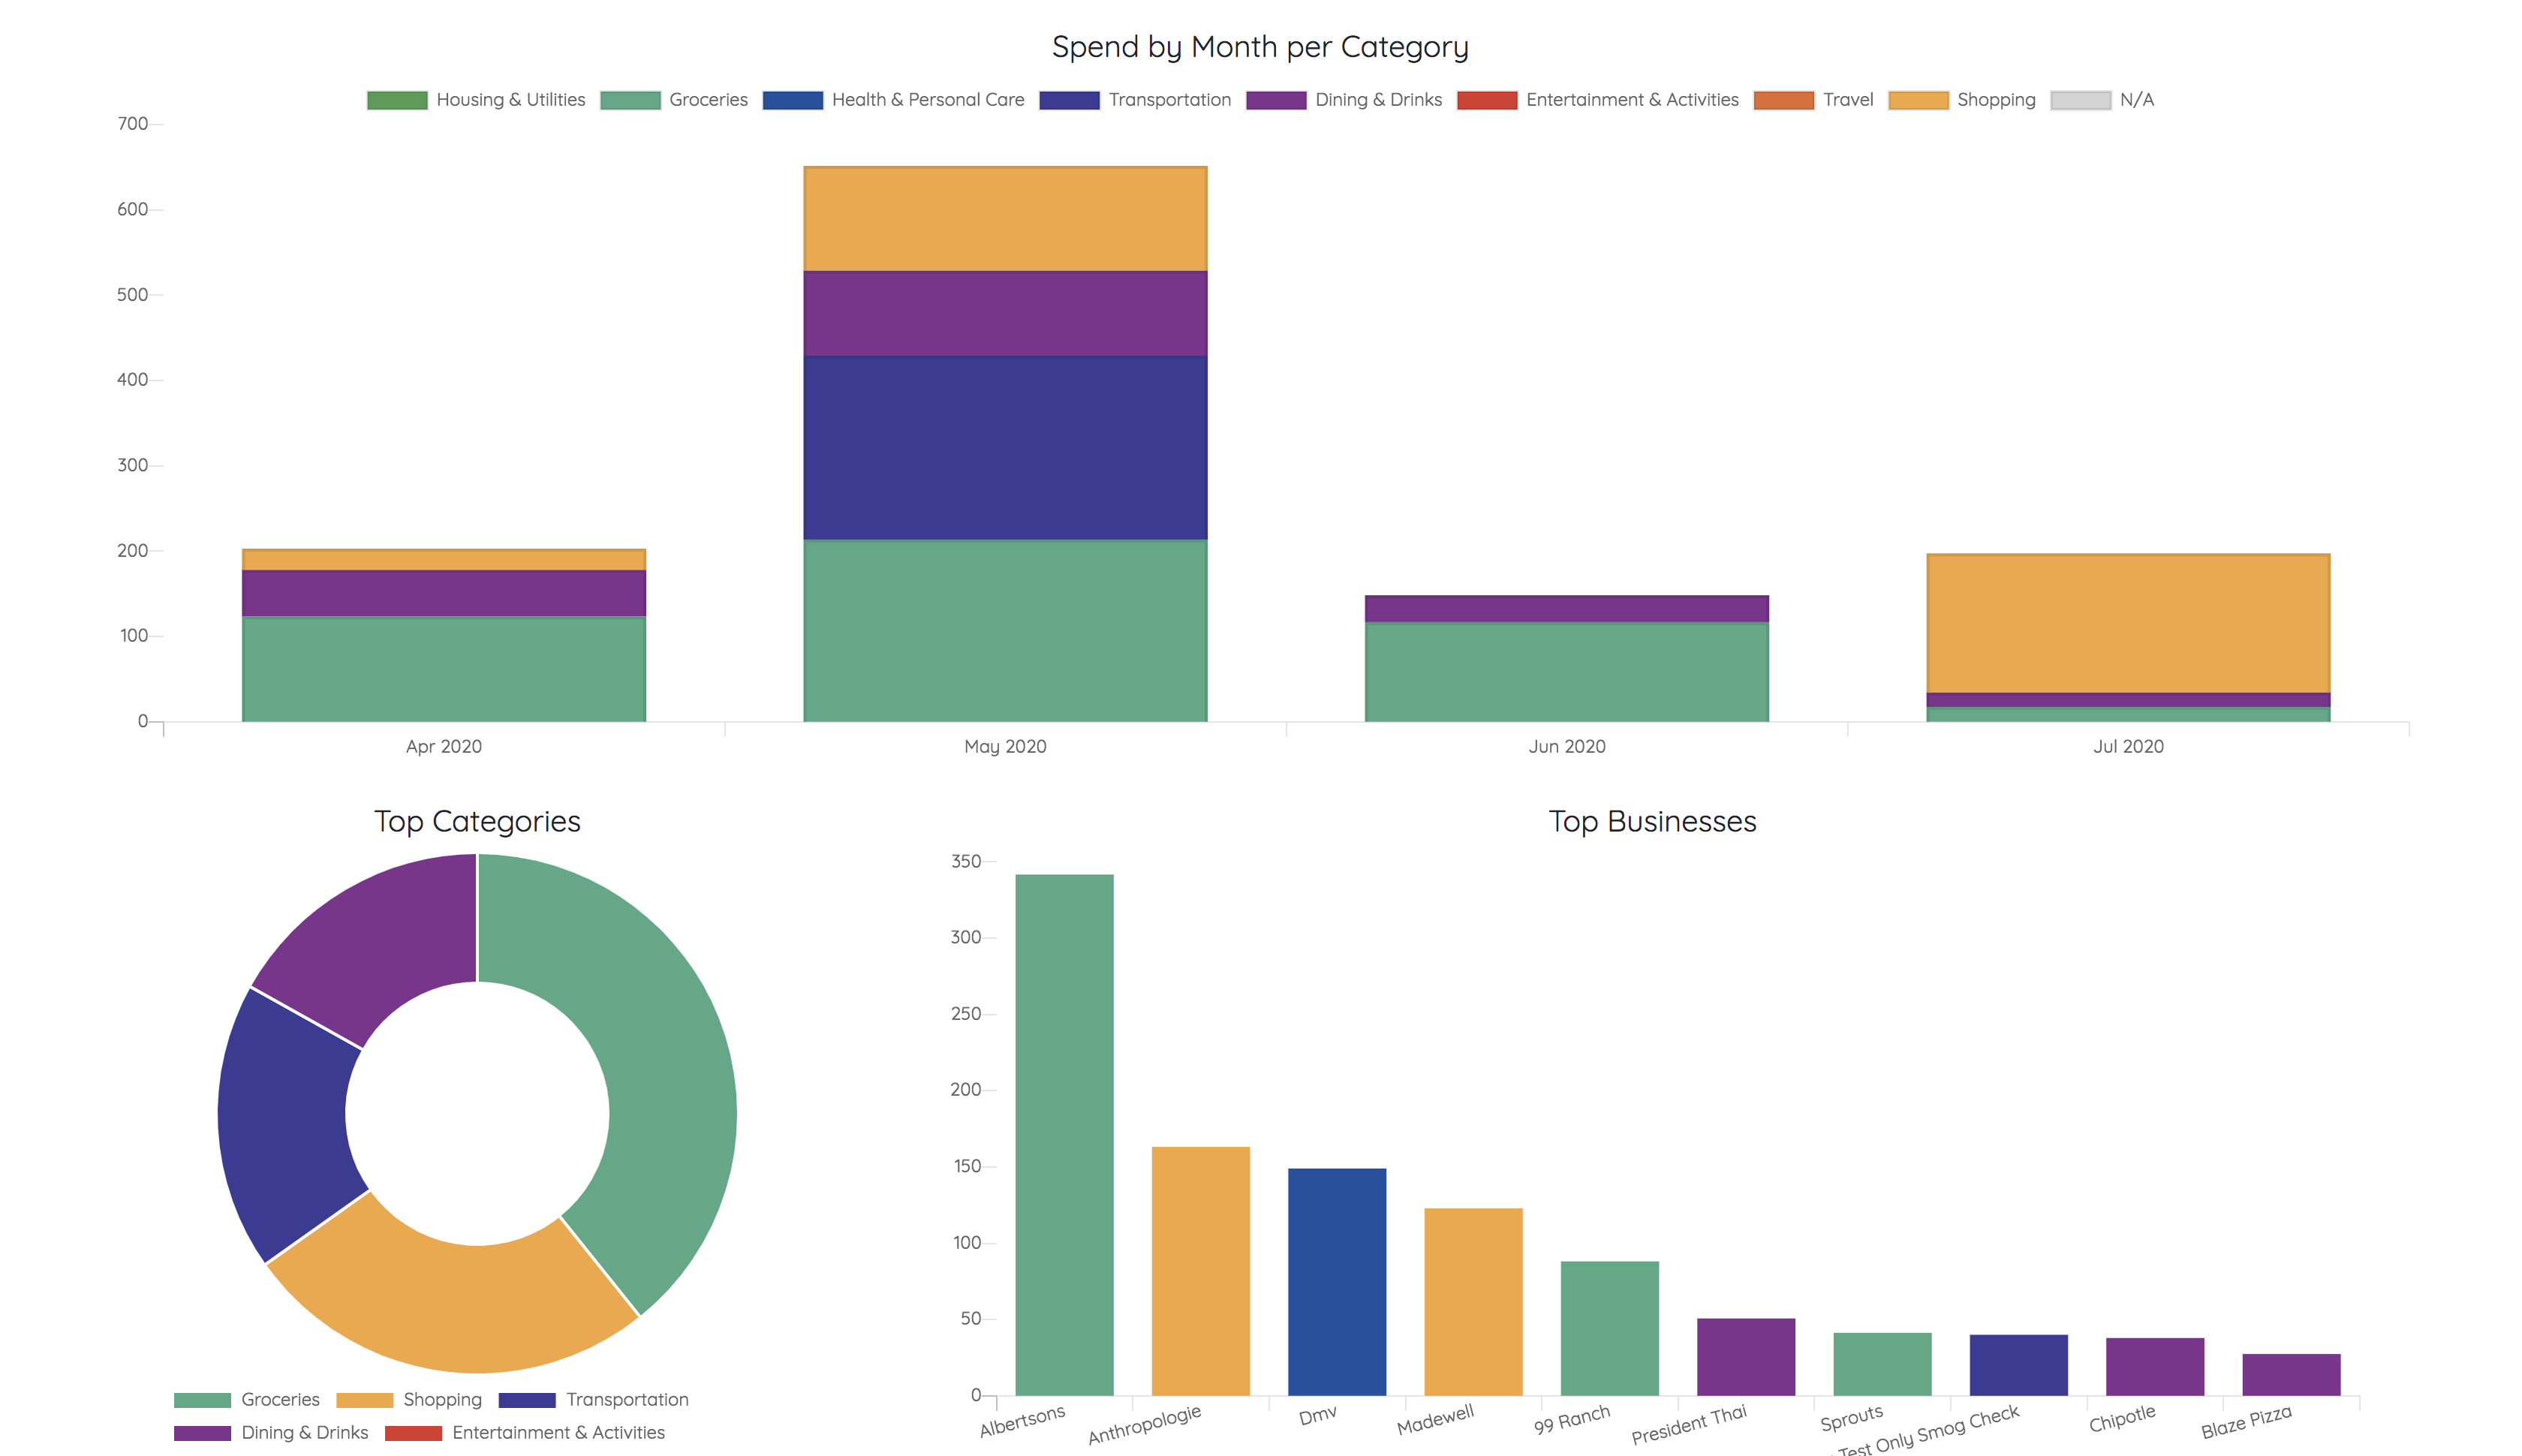 Spend by Month per Category
Housing & Utilities Groceries Health & Personal Care Transportation Dining & Drinks Entertainment & Activities Travel Shopping N/A
700
600
500
400
300
200
100
0
Apr 2020 May 2020 Jun 2020 Jul 2020
Top Categories
Groceries Shopping Transportation
Dining & Drinks Entertainment & Activities
Top Businesses
350
300
250
200
150
100
50
0
Albertsons Anthropologie Dmv Madewell 99 Ranch President Thai Sprouts Test Only Smog Check Chipotle Blaze Pizza